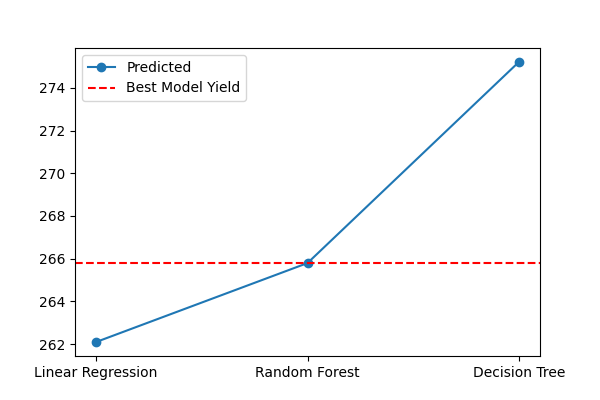 Predicted
Best Model Yield
274
272
270
268
266
264
262
Linear Regression
Random Forest
Decision Tree